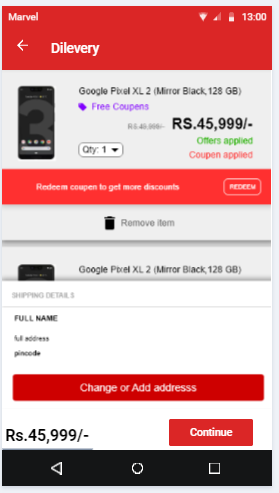 Marvel 13:00
Dilevery
Google Pixel XL 2 (Mirror Black,128 GB)
Free Coupens
RS.45,999/- RS.45,999/-
Offers applied
Qty: 1
Coupen applied
Redeem coupen to get more discounts REDEEM
Remove item
Google Pixel XL 2 (Mirror Black,128 GB)
SHIPPING DETAILS
FULL NAME
full address
pincode
Change or Add addresss
Rs.45,999/- Continue